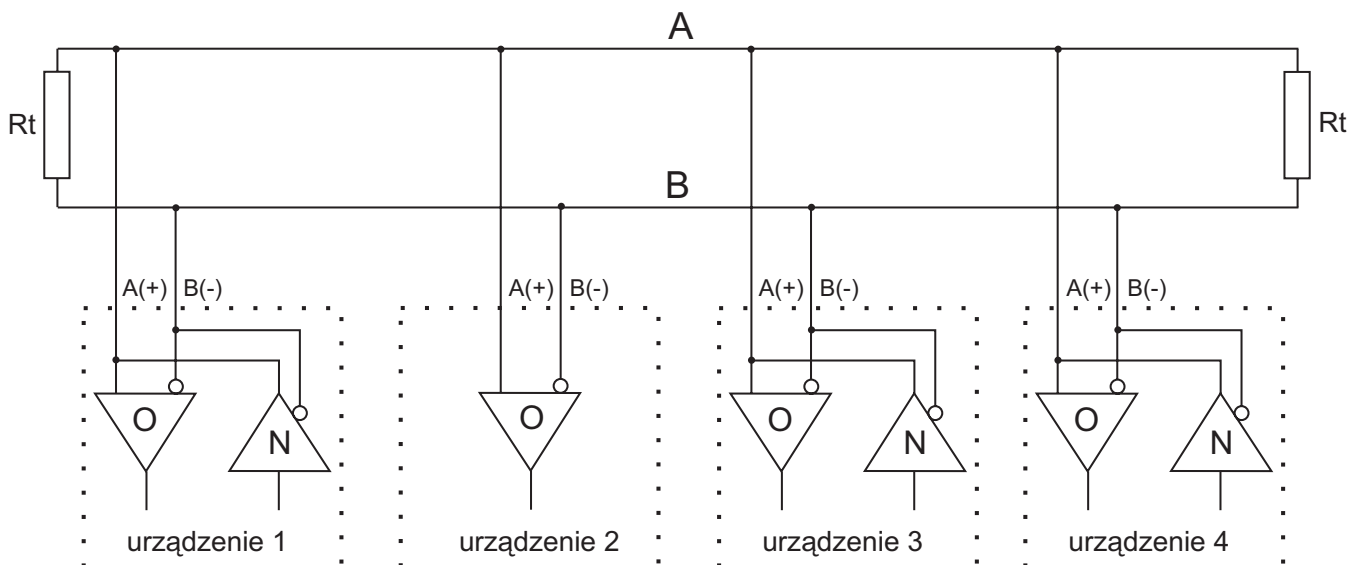 A
Rt
Rt
B
A(+) B(-)
A(+) B(-)
A(+) B(-)
A(+) B(-)
O
N
O
O
N
O
N
urządzenie 1
urządzenie 2
urządzenie 3
urządzenie 4